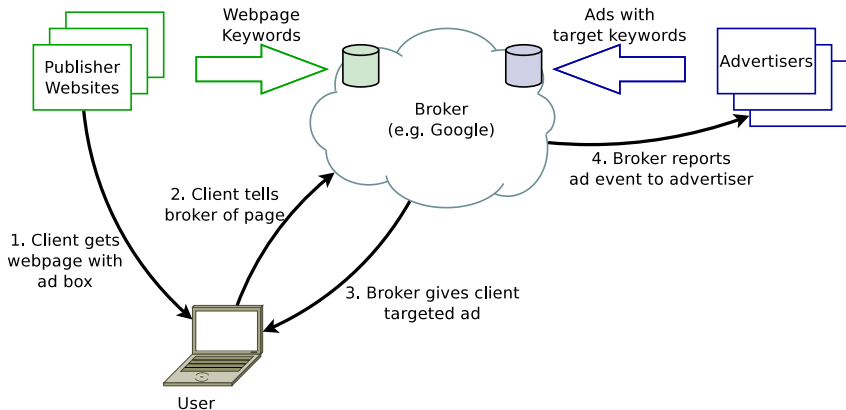 Webpage
Keywords
Ads with
target keywords
Publisher
Websites
Advertisers
Broker
(e.g. Google)
4. Broker reports
ad event to advertiser
2. Client tells
broker of page
1. Client gets
webpage with
ad box
3. Broker gives client
targeted ad
User